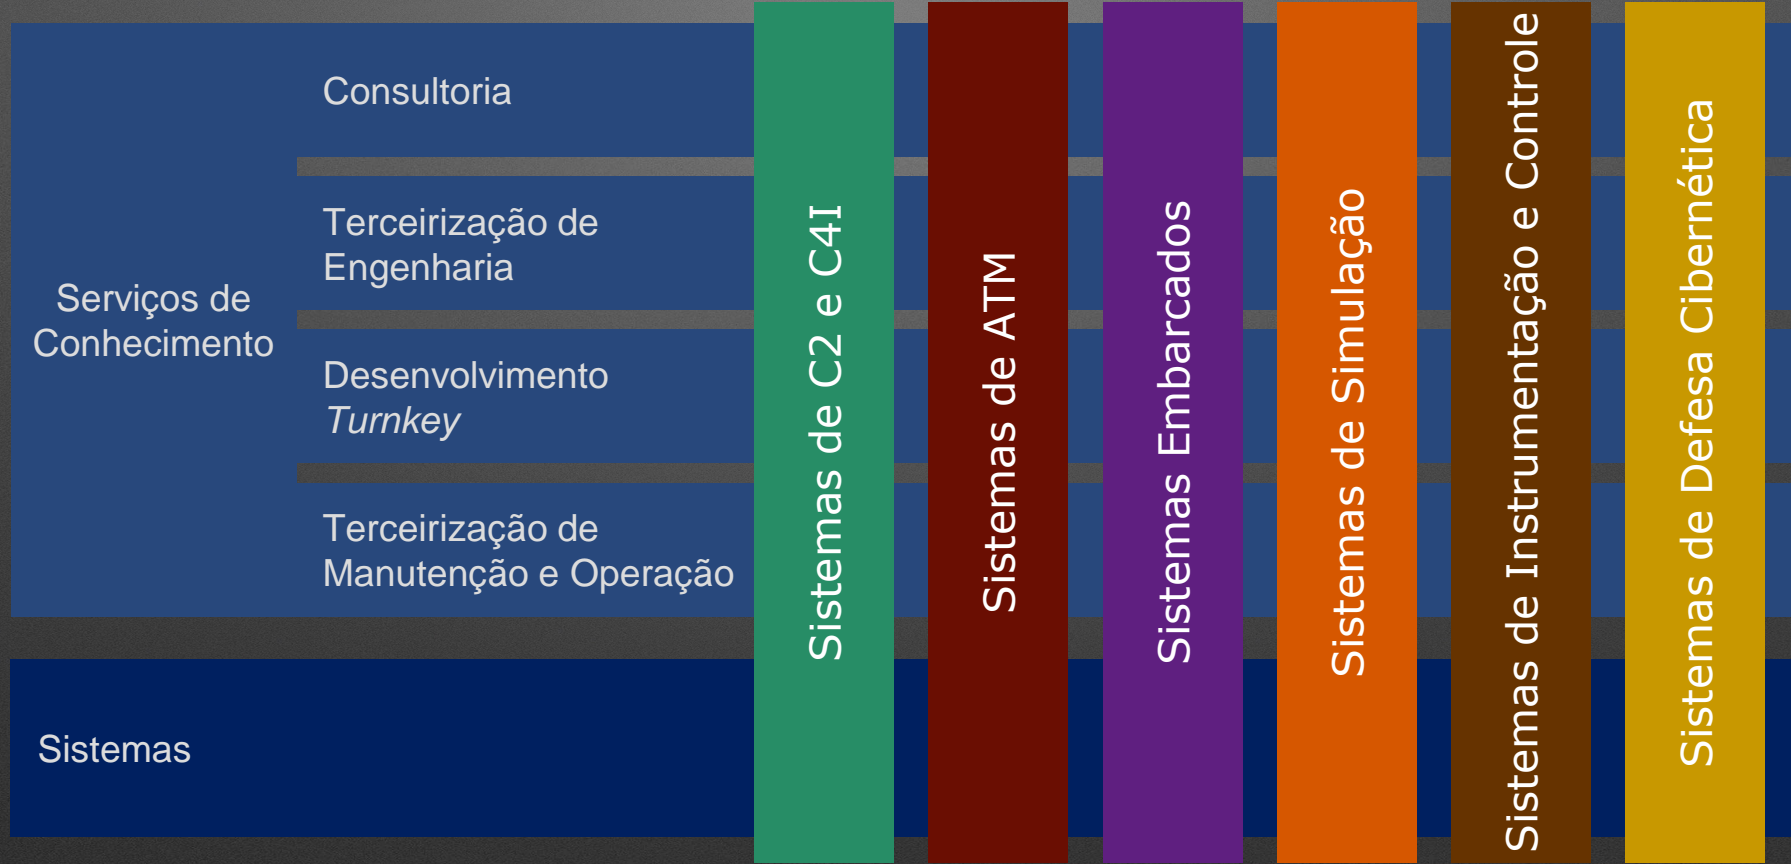 Consultoria
Terceirização de
Engenharia
Serviços de
Conhecimento
Desenvolvimento
Turnkey
Terceirização de
Manutenção e Operação
Sistemas
Sistemas de C2 e C4I
Sistemas de ATM
Sistemas Embarcados
Sistemas de Simulação
Sistemas de Instrumentação e Controle
Sistemas de Defesa Cibernética